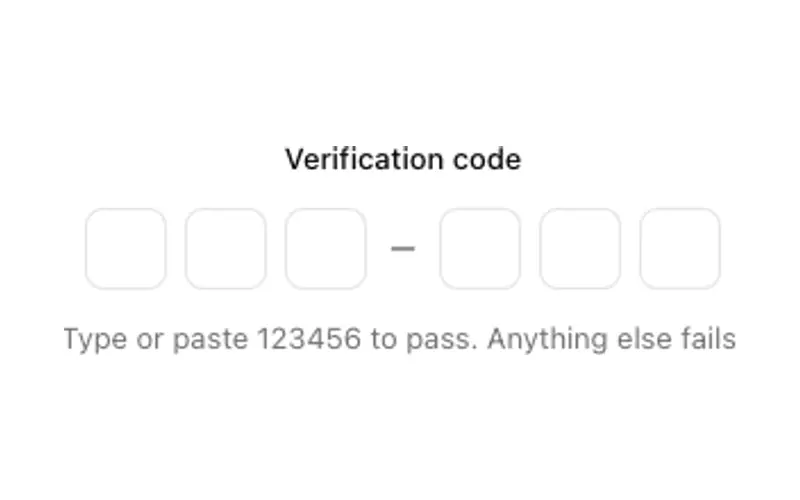 Verification code
–
Type or paste 123456 to pass. Anything else fails